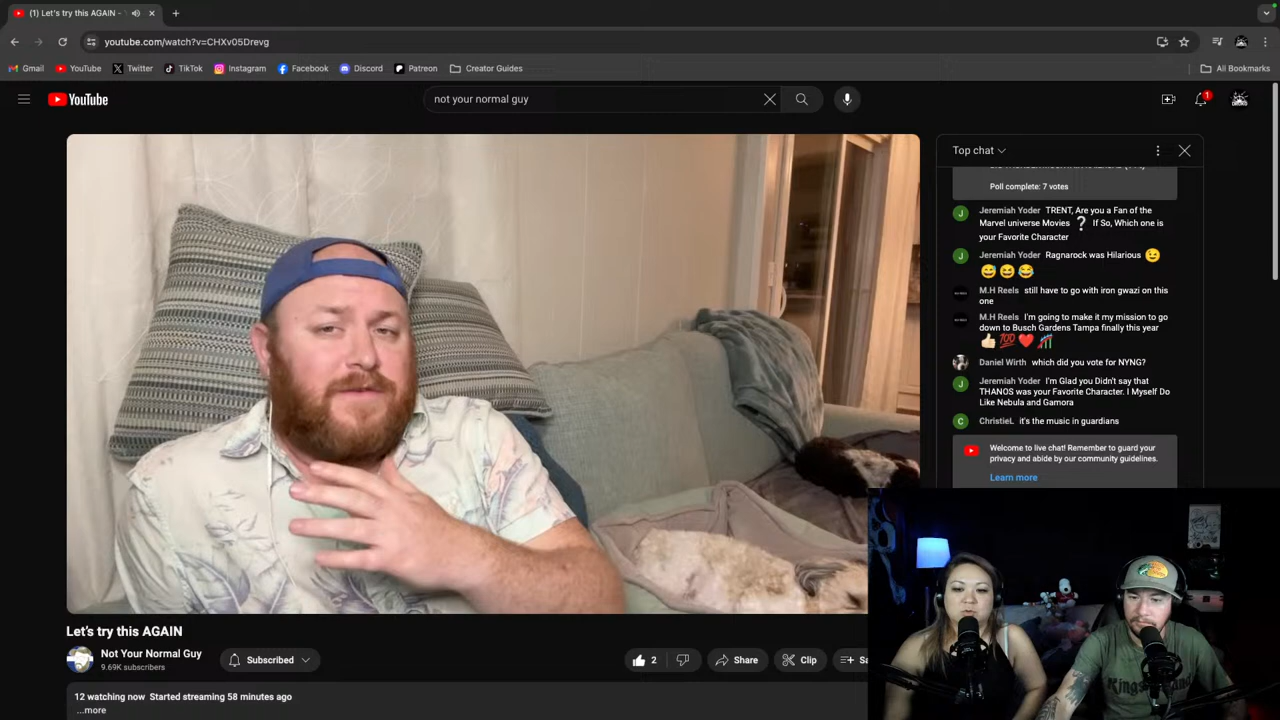 (1) Let's try this AGAIN -
youtube.com/watch?v=CHXv05Drevg
Gmail YouTube Twitter TikTok Instagram Facebook Discord Patreon Creator Guides All Bookmarks
YouTube
not your normal guy
1
Top chat
Poll complete: 7 votes
Jeremiah Yoder TRENT, Are you a Fan of the
Marvel universe Movies ❓ If So, Which one is
your Favorite Character
Jeremiah Yoder Ragnarock was Hilarious 😉
😅 😆 😂
M.H Reels still have to go with iron gwazi on this
one
M.H Reels I'm going to make it my mission to go
down to Busch Gardens Tampa finally this year
👍🏻 💯 ❤️ 🎢
Daniel Wirth which did you vote for NYNG?
Jeremiah Yoder I'm Glad you Didn't say that
THANOS was your Favorite Character. I Myself Do
Like Nebula and Gamora
ChristieL it's the music in guardians
Welcome to live chat! Remember to guard your
privacy and abide by our community guidelines.
Learn more
Let's try this AGAIN
Not Your Normal Guy
9.69K subscribers
Subscribed
2
Share
Clip
12 watching now Started streaming 58 minutes ago
...more